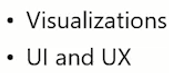 • Visualizations
• UI and UX